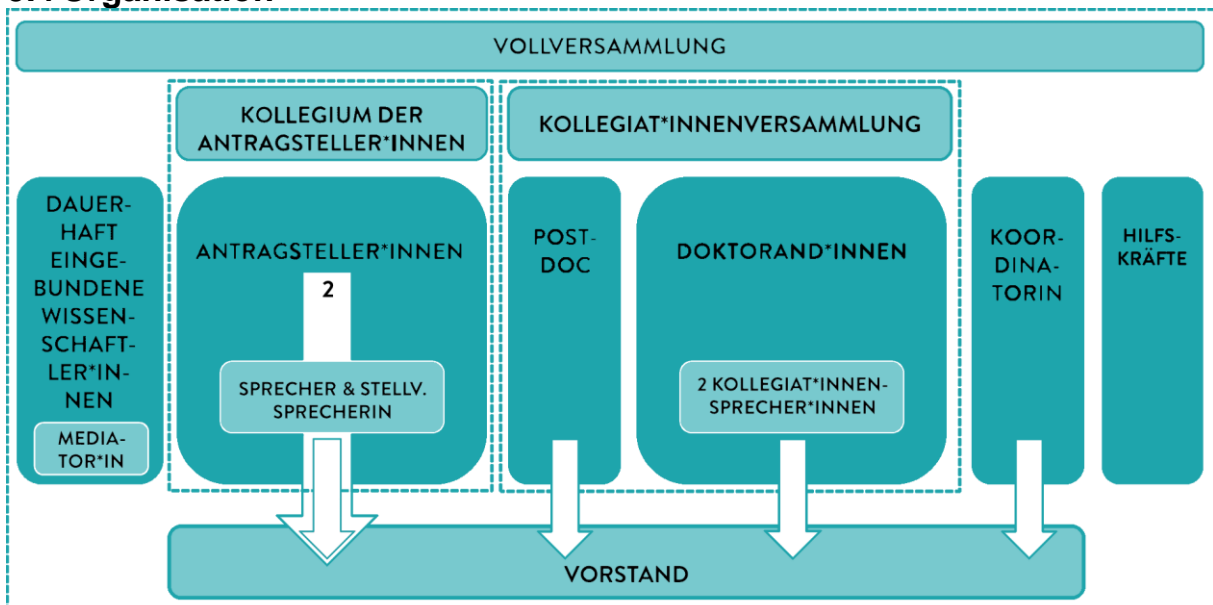 VOLLVERSAMMLUNG
KOLLEGIUM DER
ANTRAGSTELLER*INNEN
KOLLEGIAT*INNENVERSAMMLUNG
DAUER-
HAFT
EINGE-
BUNDENE
WISSEN-
SCHAFT-
LER*IN-
NEN
MEDIA-
TOR*IN
ANTRAGSTELLER*INNEN
2
SPRECHER & STELLV.
SPRECHERIN
POST-
DOC
DOKTORAND*INNEN
2 KOLLEGIAT*INNEN-
SPRECHER*INNEN
KOOR-
DINA-
TORIN
HILFS-
KRÄFTE
VORSTAND